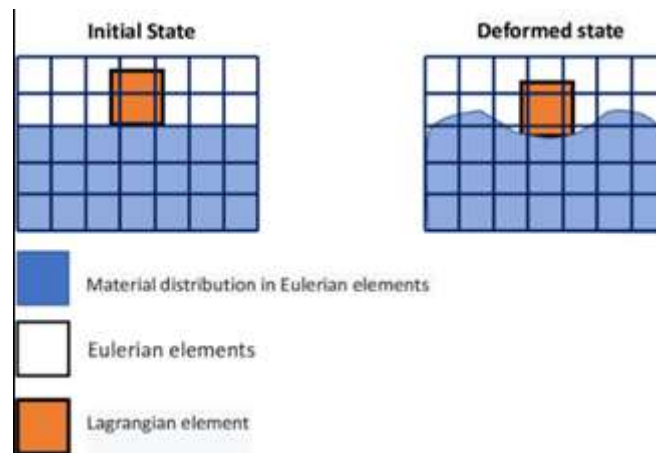 Initial State
Deformed state
Material distribution in Eulerian elements
Eulerian elements
Lagrangian element